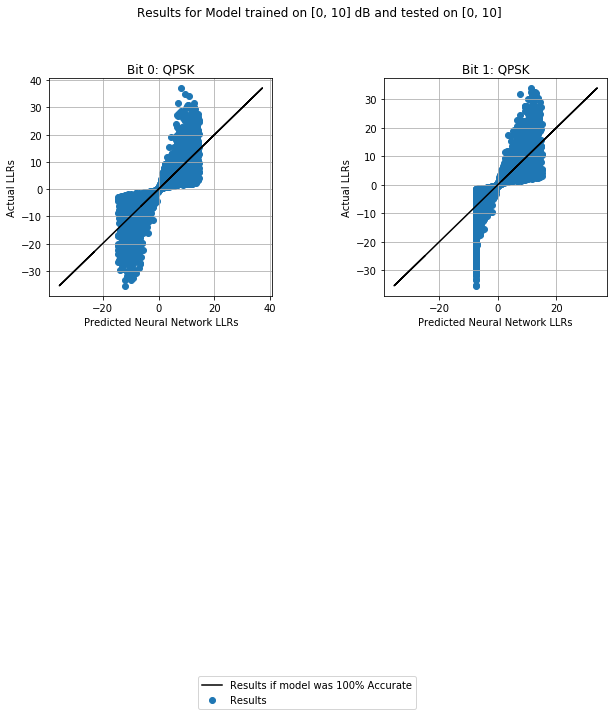 Results for Model trained on [0, 10] dB and tested on [0, 10]
Bit 0: QPSK
40
30
20
10
0
−10
−20
−30
Actual LLRs
−20 0 20 40
Predicted Neural Network LLRs
Bit 1: QPSK
30
20
10
0
−10
−20
−30
Actual LLRs
−20 0 20
Predicted Neural Network LLRs
Results if model was 100% Accurate
Results